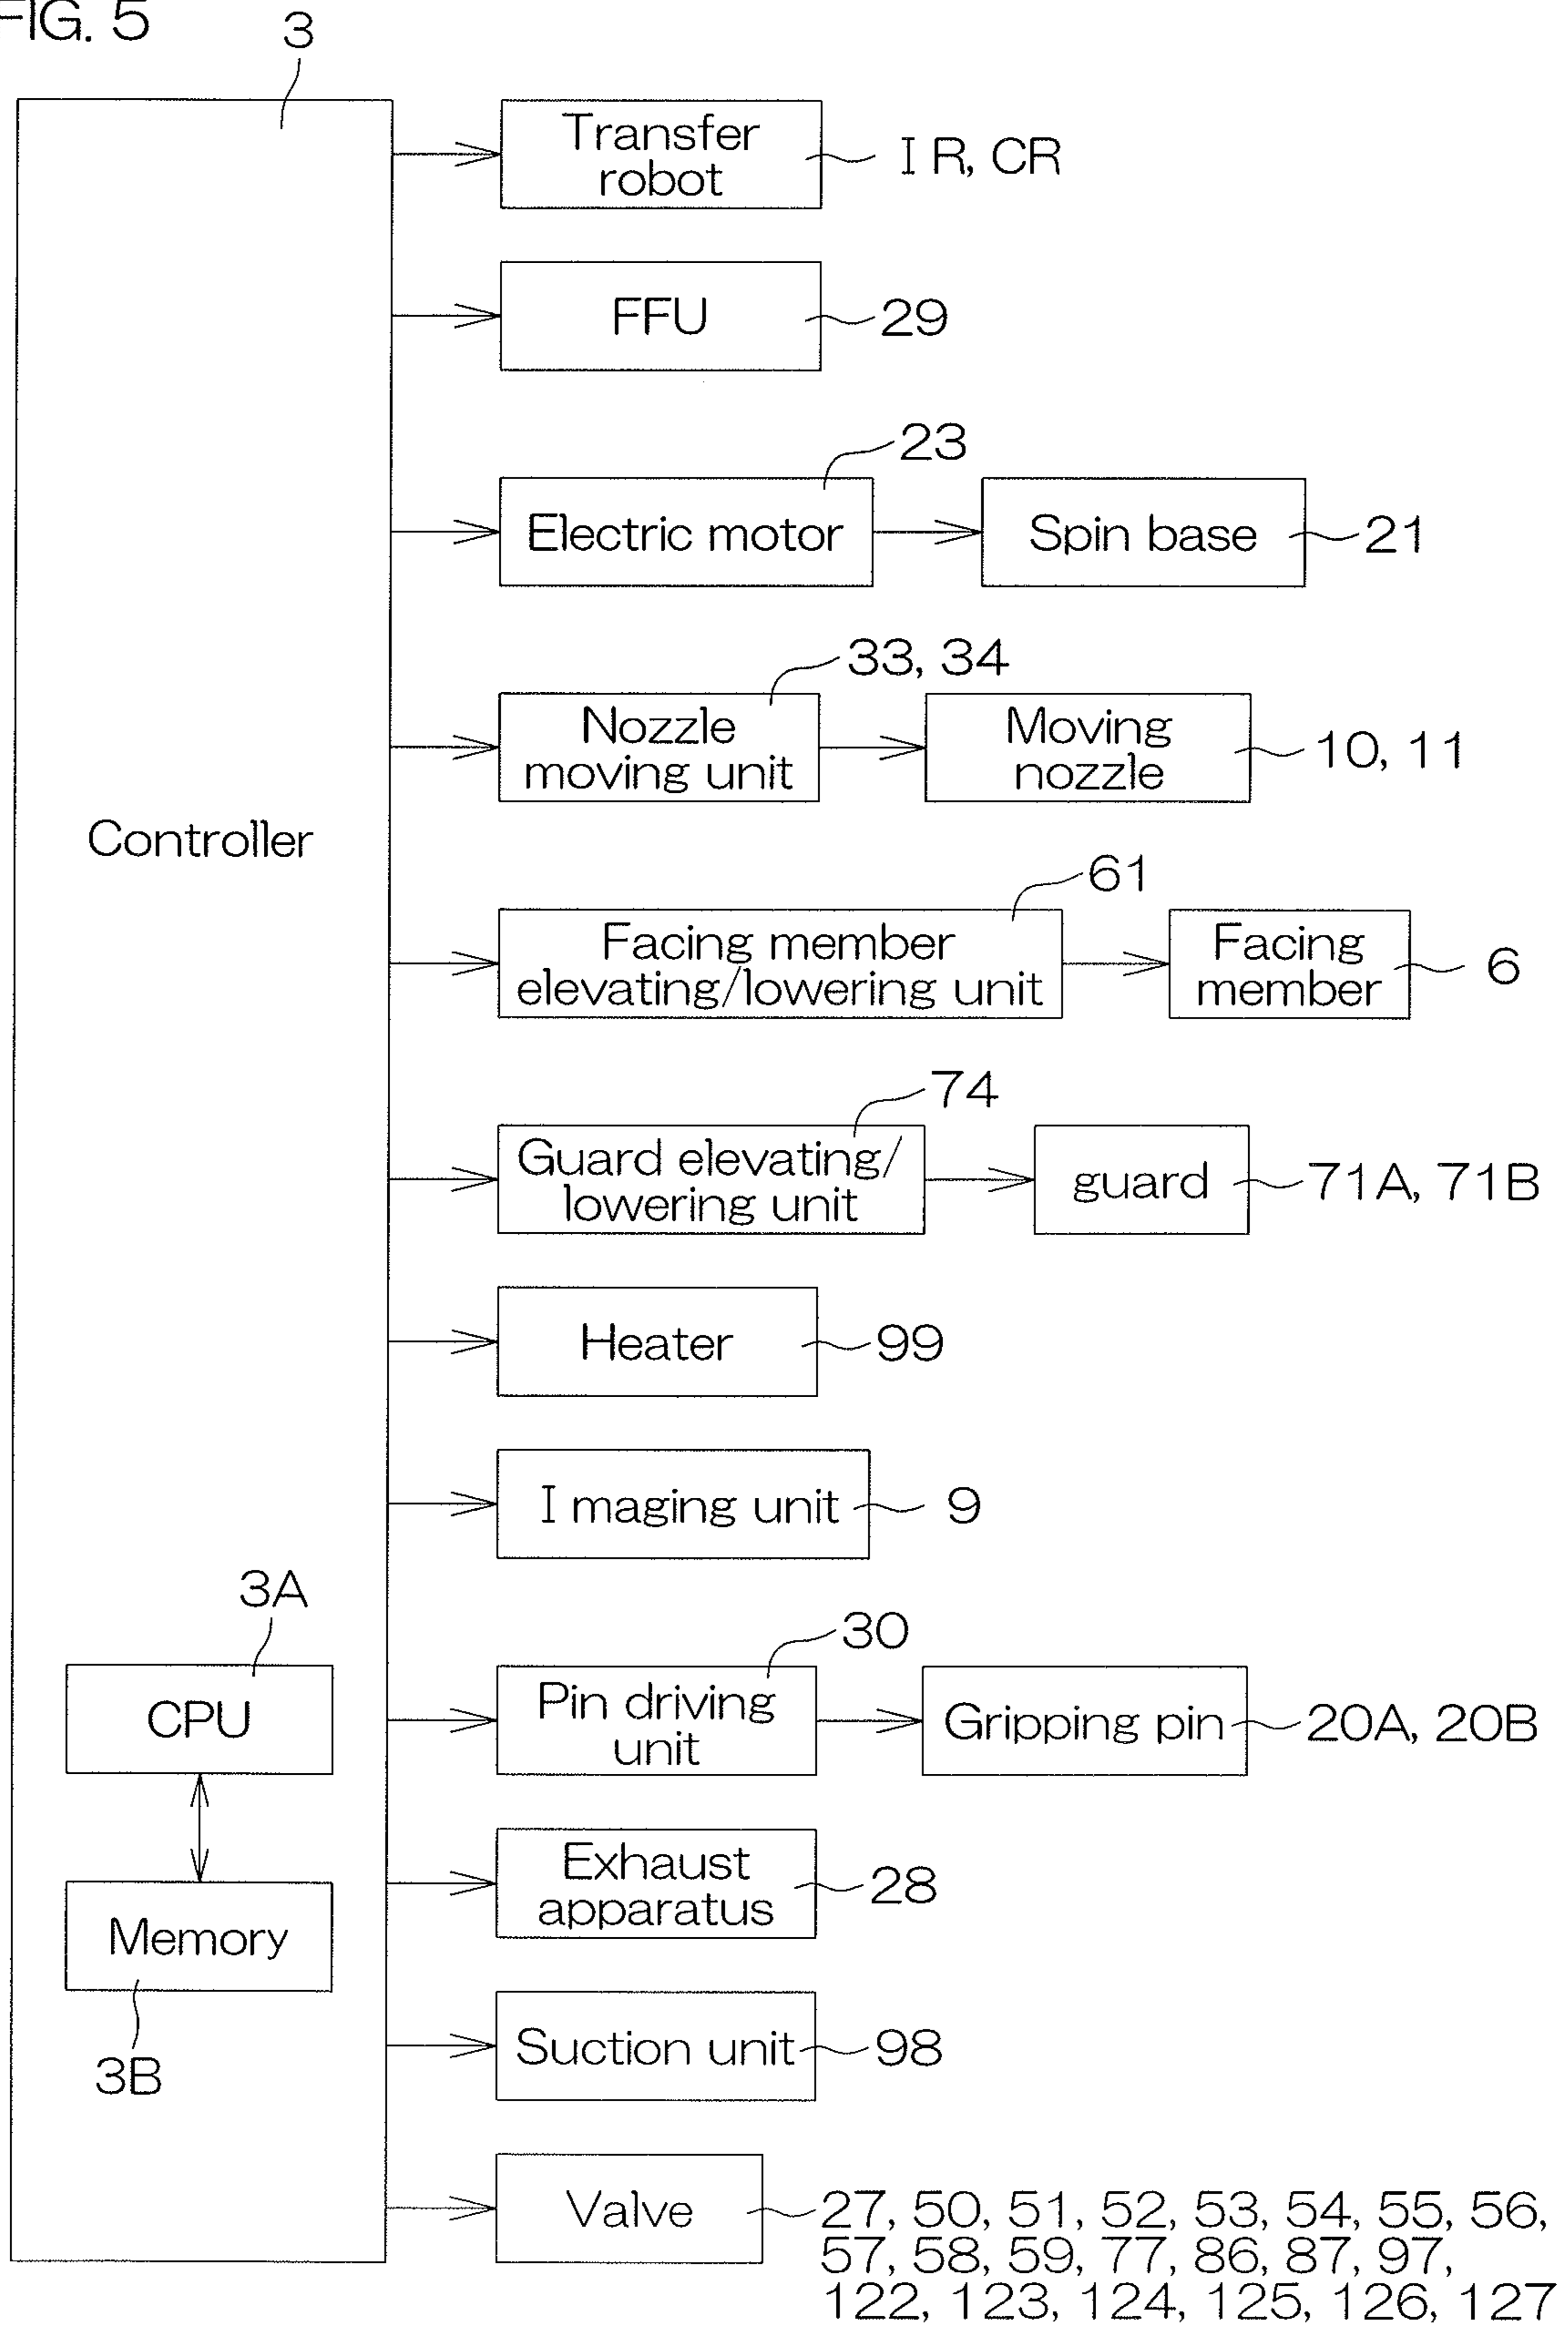 FIG. 5
3
Transfer
robot
I R, CR
FFU
29
23
Electric motor
Spin base
21
33, 34
Nozzle
moving unit
Moving
nozzle
10, 11
Controller
61
Facing member
elevating/lowering unit
Facing
member
6
74
Guard elevating/
lowering unit
guard
71A, 71B
Heater
99
I maging unit
9
3A
CPU
30
Pin driving
unit
Gripping pin
20A, 20B
Exhaust
apparatus
28
Memory
3B
Suction unit
98
Valve
27, 50, 51, 52, 53, 54, 55, 56,
57, 58, 59, 77, 86, 87, 97,
122, 123, 124, 125, 126, 127